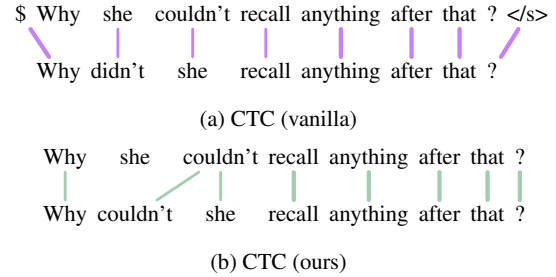 $ Why she couldn't recall anything after that ? </s>
Why didn't she recall anything after that ?
(a) CTC (vanilla)
Why she couldn't recall anything after that ?
Why couldn't she recall anything after that ?
(b) CTC (ours)